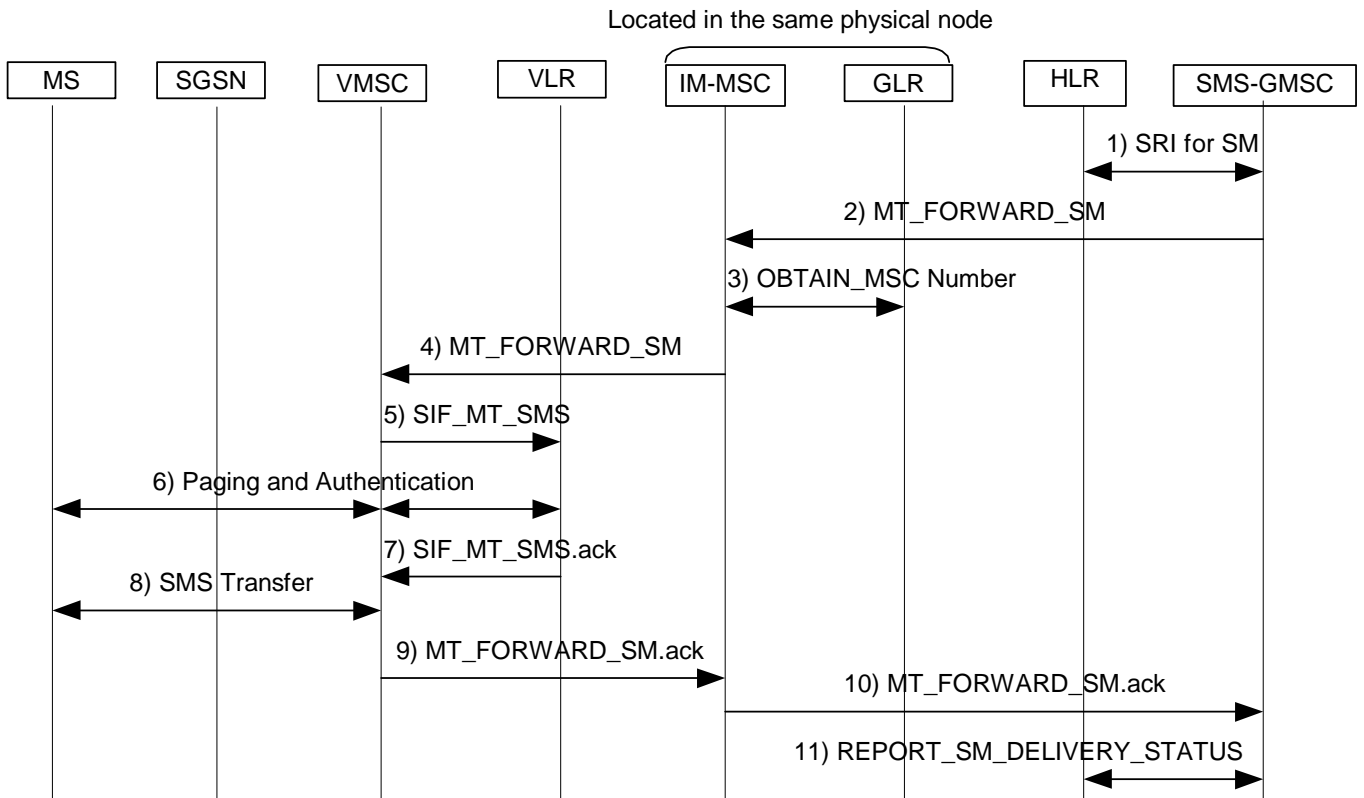 Located in the same physical node
MS
SGSN
VMSC
VLR
IM-MSC
GLR
HLR
SMS-GMSC
1) SRI for SM
2) MT_FORWARD_SM
3) OBTAIN_MSC Number
4) MT_FORWARD_SM
5) SIF_MT_SMS
6) Paging and Authentication
7) SIF_MT_SMS.ack
8) SMS Transfer
9) MT_FORWARD_SM.ack
10) MT_FORWARD_SM.ack
11) REPORT_SM_DELIVERY_STATUS